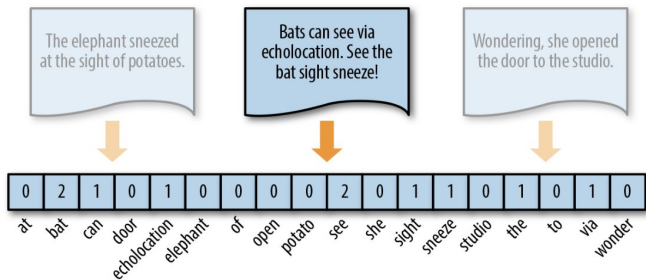 The elephant sneezed
at the sight of potatoes.
Bats can see via
echolocation. See the
bat sight sneeze!
Wondering, she opened
the door to the studio.
0 2 1 0 1 0 0 0 0 2 0 1 1 0 1 0 1 0
at bat can door echolocation elephant of open potato see she sight sneeze studio the to via wonder